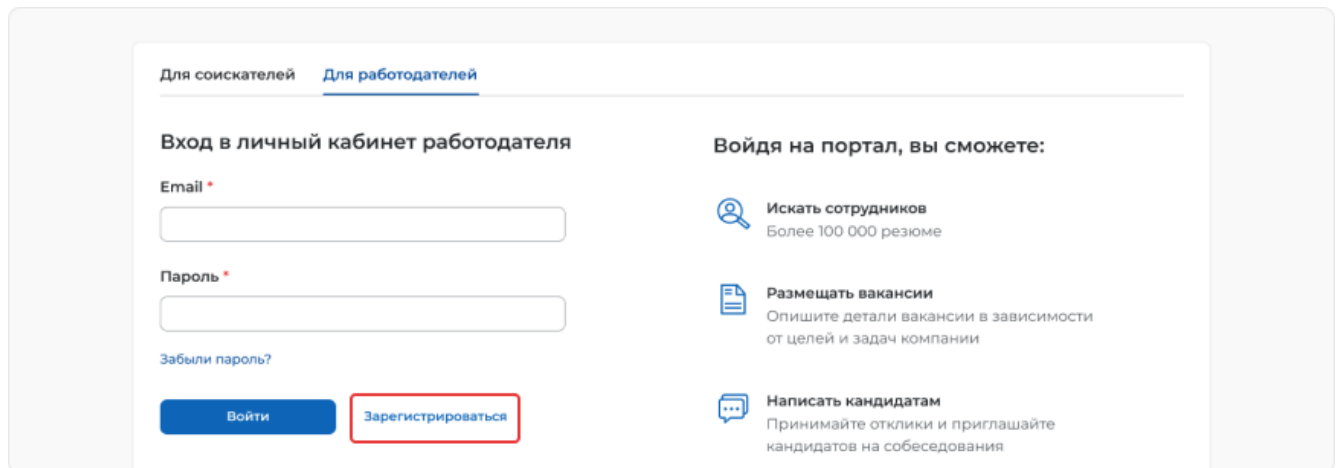 Для соискателей
Для работодателей
Вход в личный кабинет работодателя
Email *
Пароль *
Забыли пароль?
Войти
Зарегистрироваться
Войдя на портал, вы сможете:
Искать сотрудников
Более 100 000 резюме
Размещать вакансии
Опишите детали вакансии в зависимости
от целей и задач компании
Написать кандидатам
Принимайте отклики и приглашайте
кандидатов на собеседования